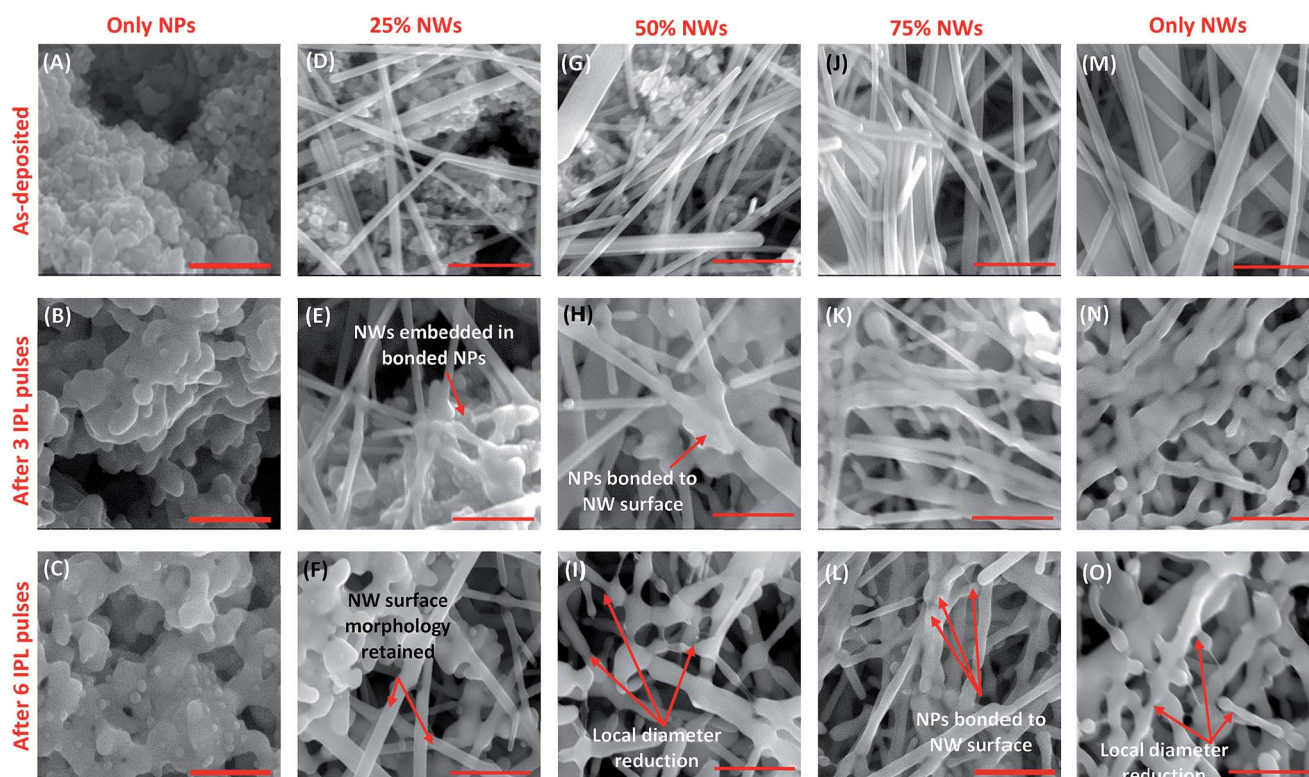 Only NPs
25% NWs
50% NWs
75% NWs
Only NWs
As-deposited
(A)
(D)
(G)
(J)
(M)
After 3 IPL pulses
(B)
(E)
NWs embedded in
bonded NPs
(H)
NPs bonded to
NW surface
(K)
(N)
After 6 IPL pulses
(C)
(F)
NW surface
morphology
retained
(I)
Local diameter
reduction
(L)
NPs bonded to
NW surface
(O)
Local diameter
reduction